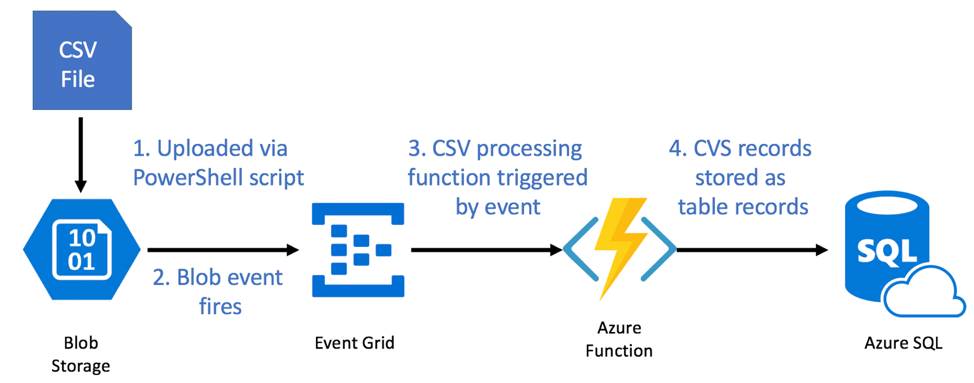 CSV
File
1. Uploaded via
PowerShell script
2. Blob event
fires
3. CSV processing
function triggered
by event
4. CVS records
stored as
table records
10
01
SQL
Blob
Storage
Event Grid
Azure
Function
Azure SQL